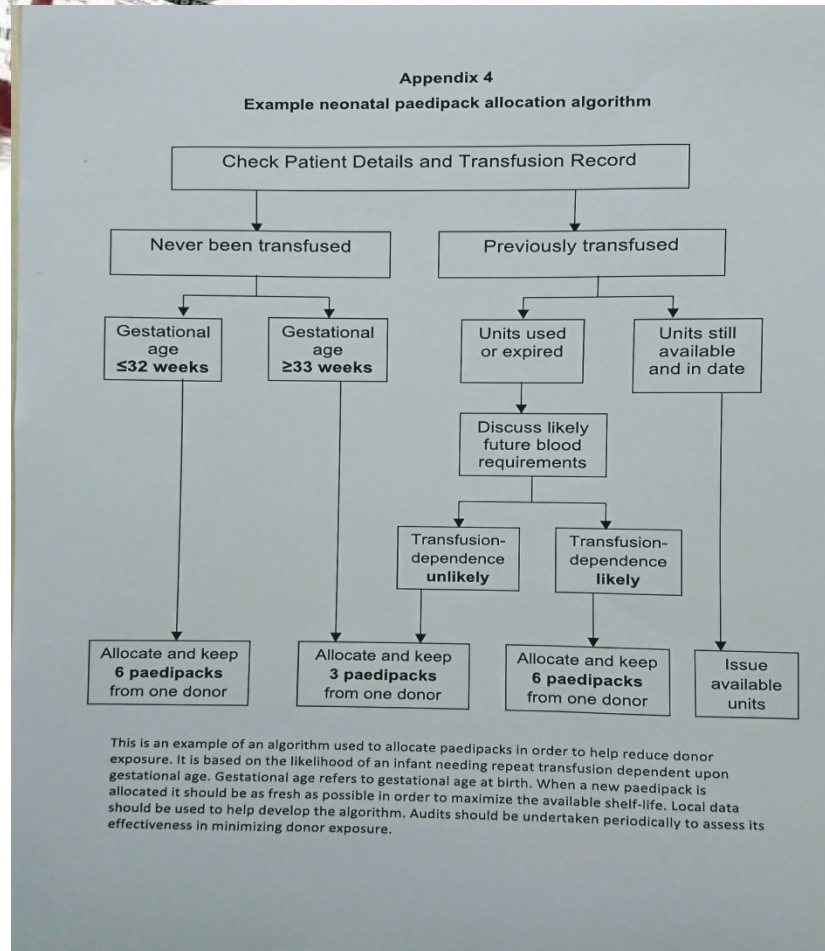 Appendix 4
Example neonatal paedipack allocation algorithm
Check Patient Details and Transfusion Record
Never been transfused
Previously transfused
Gestational
age
≤32 weeks
Gestational
age
≥33 weeks
Units used
or expired
Units still
available
and in date
Discuss likely
future blood
requirements
Transfusion-
dependence
unlikely
Transfusion-
dependence
likely
Allocate and keep
6 paedipacks
from one donor
Allocate and keep
3 paedipacks
from one donor
Allocate and keep
6 paedipacks
from one donor
Issue
available
units
This is an example of an algorithm used to allocate paedipacks in order to help reduce donor
exposure. It is based on the likelihood of an infant needing repeat transfusion dependent upon
gestational age. Gestational age refers to gestational age at birth. When a new paedipack is
allocated it should be as fresh as possible in order to maximize the available shelf-life. Local data
should be used to help develop the algorithm. Audits should be undertaken periodically to assess its
effectiveness in minimizing donor exposure.